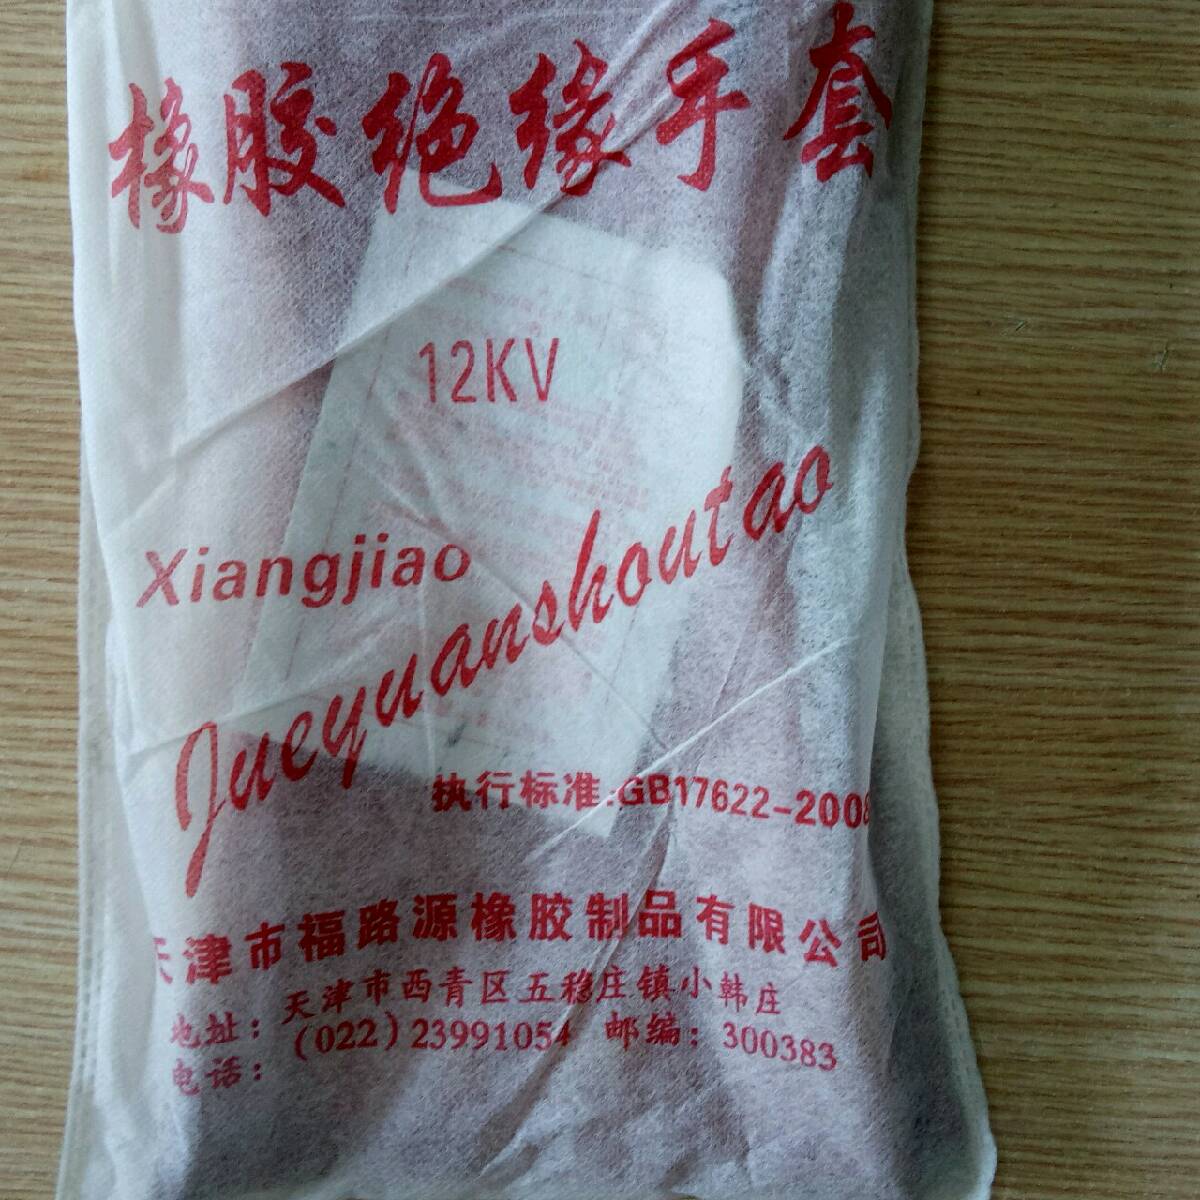 橡胶绝缘手套
12KV
Xiangjiao
Jueyuanshoutao
执行标准:GB17622-2008
天津市福路源橡胶制品有限公司
地址: 天津市西青区五穆庄镇小韩庄
电话: (022)23991054 邮编: 300383